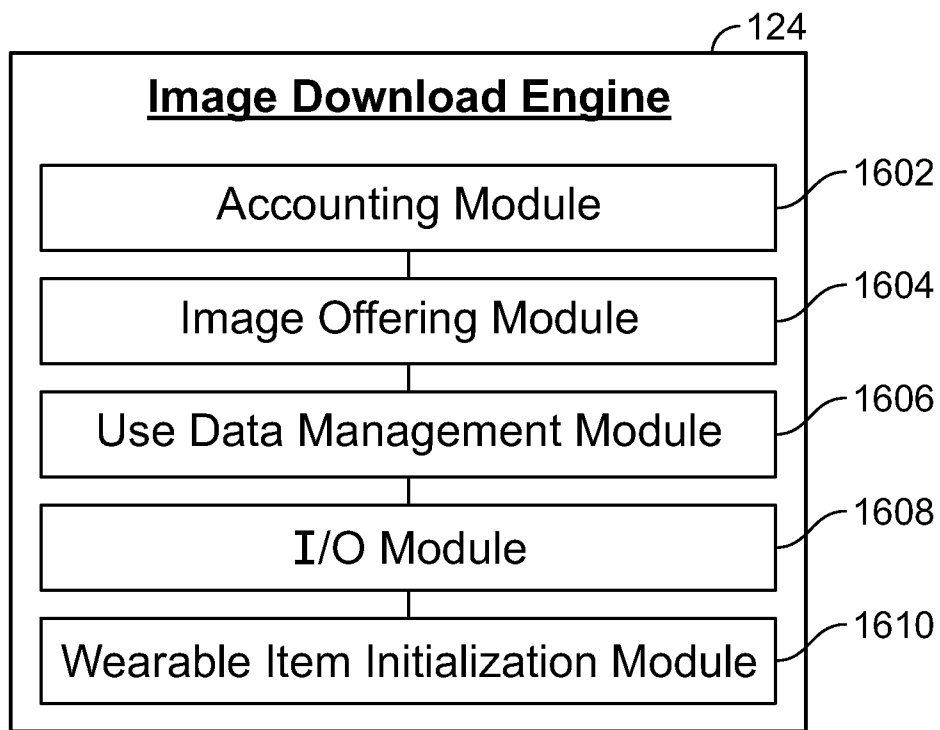 124
Image Download Engine
Accounting Module
1602
Image Offering Module
1604
Use Data Management Module
1606
I/O Module
1608
Wearable Item Initialization Module
1610